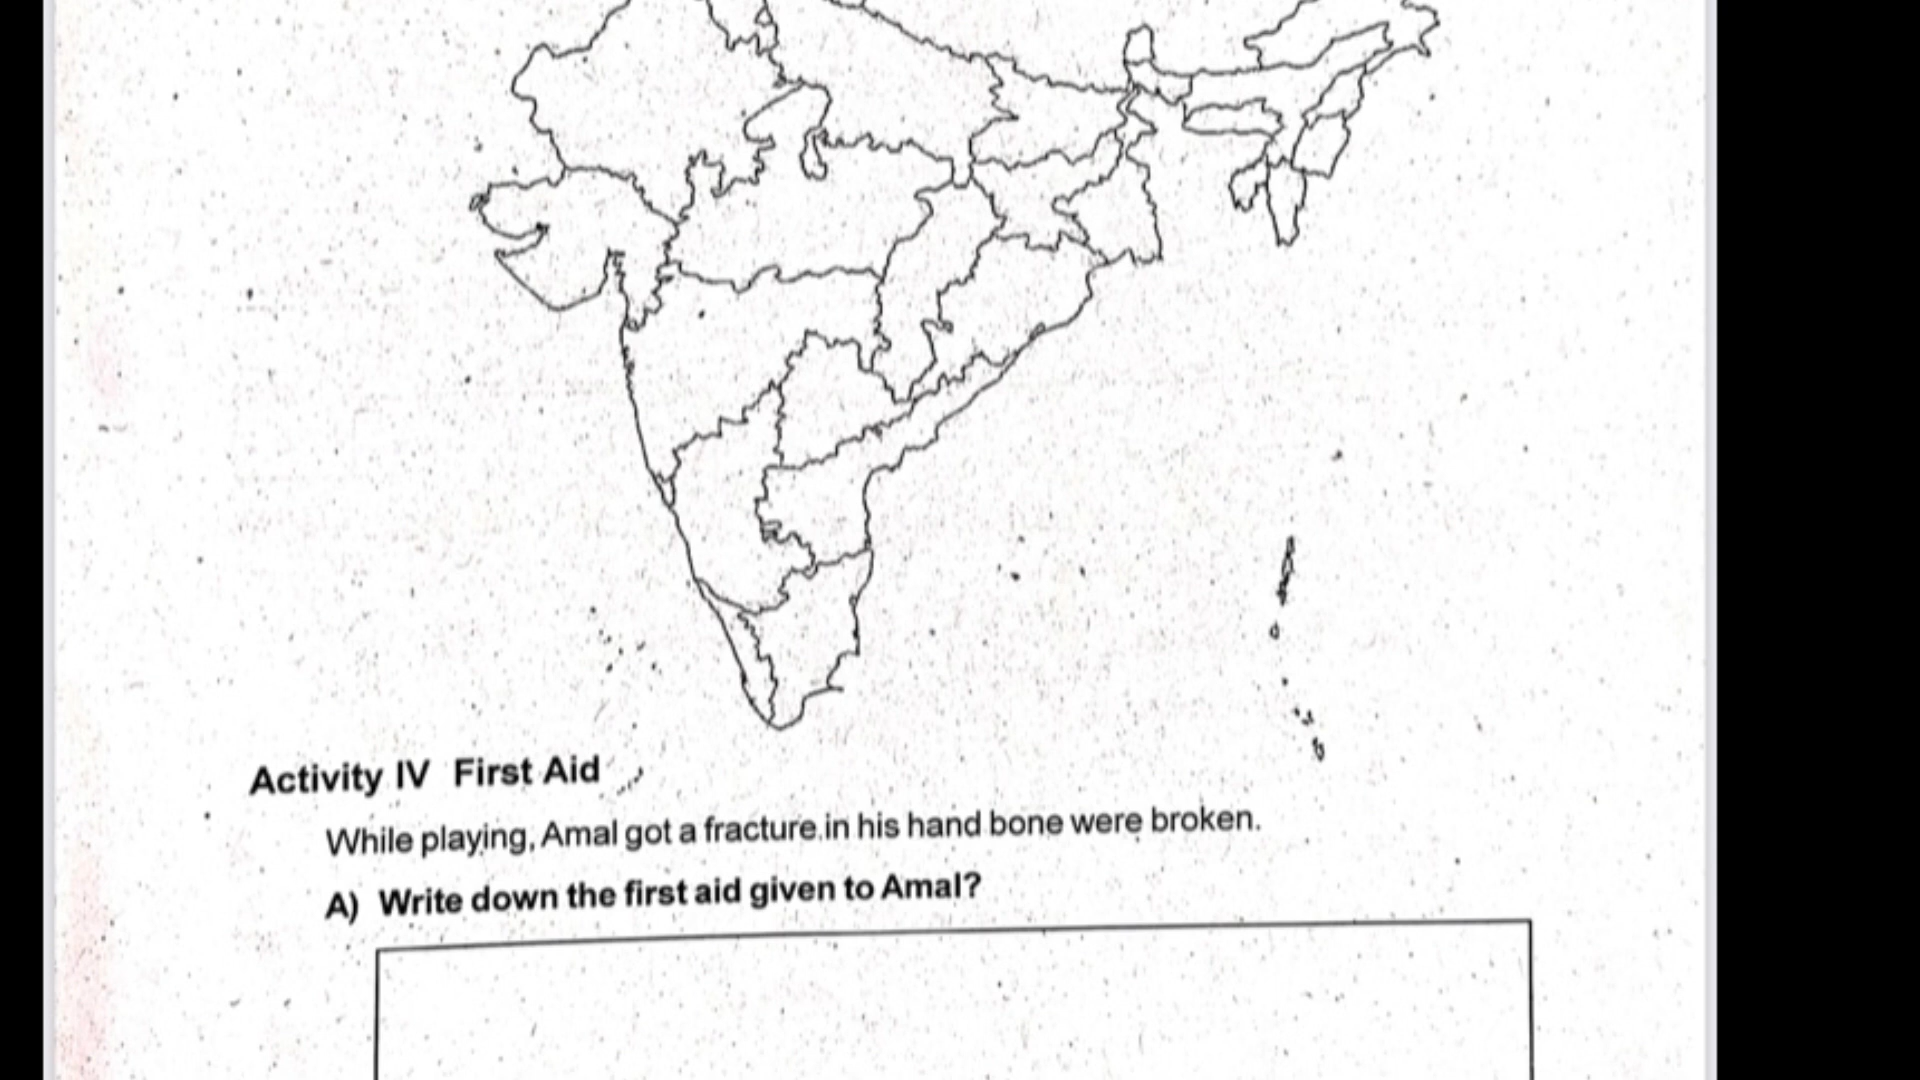 Activity IV First Aid
While playing, Amal got a fracture in his hand bone were broken.
A) Write down the first aid given to Amal?